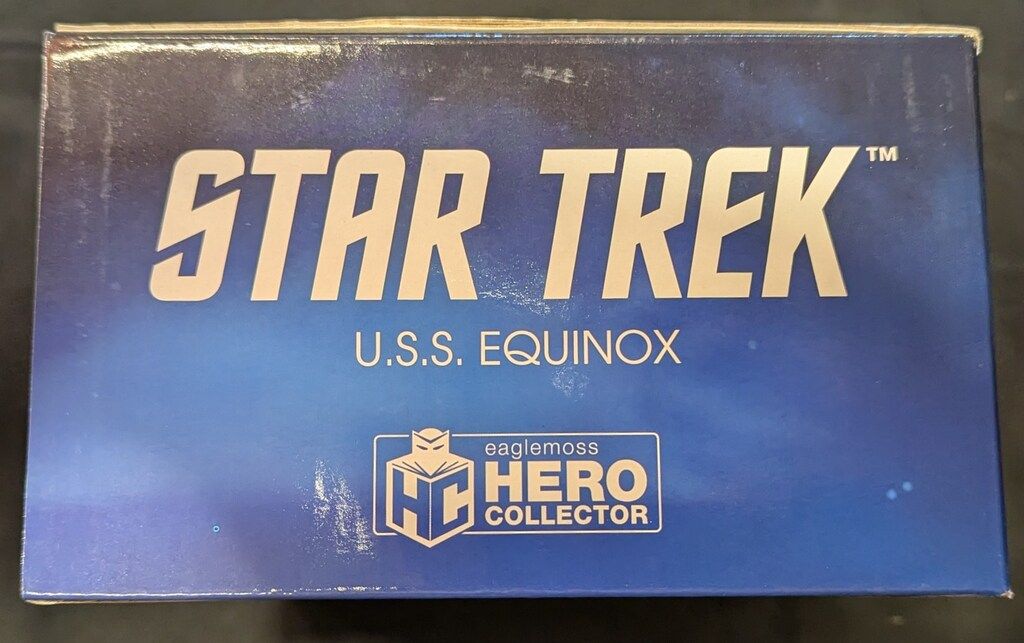 STAR TREK™
U.S.S. EQUINOX
eaglemoss
HC HERO
COLLECTOR